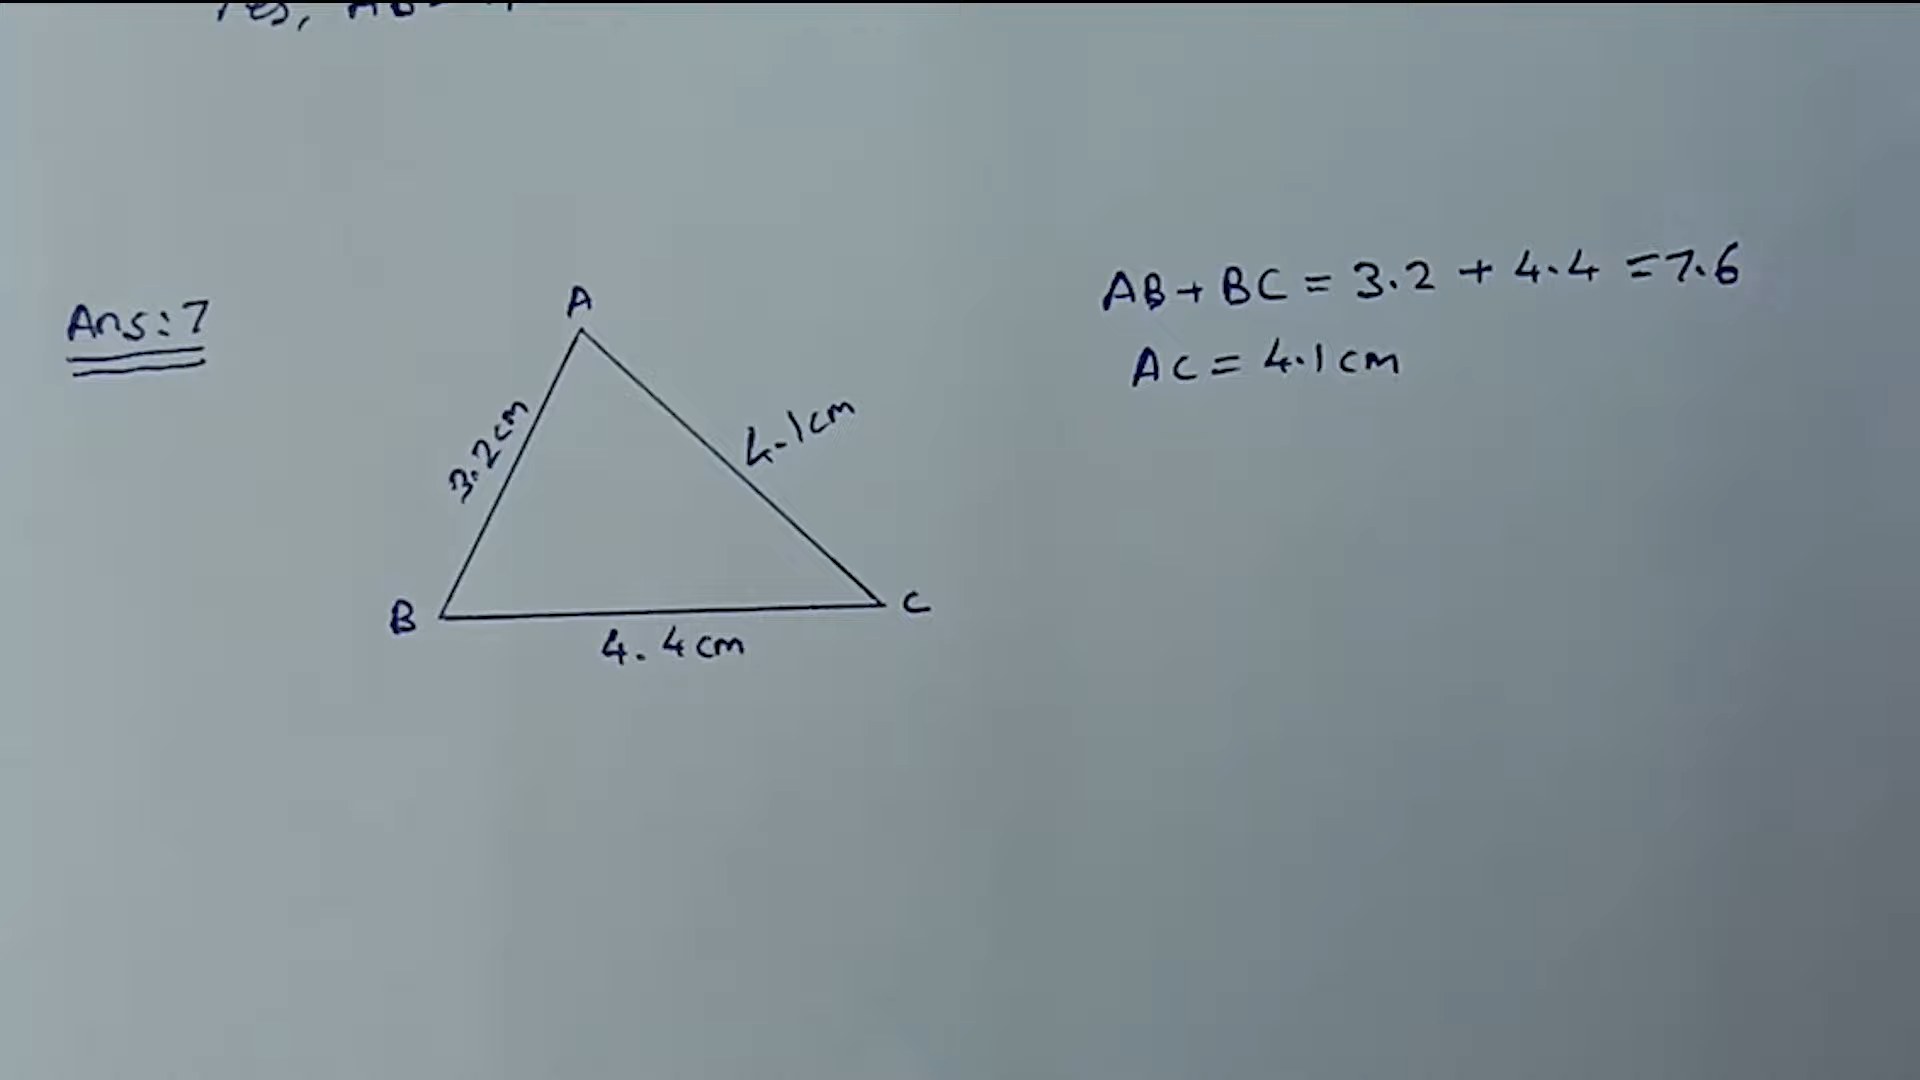 Yes,
Ans: 7
A
3.2cm
4.1cm
B
C
4.4cm
AB + BC = 3.2 + 4.4 = 7.6
AC = 4.1cm